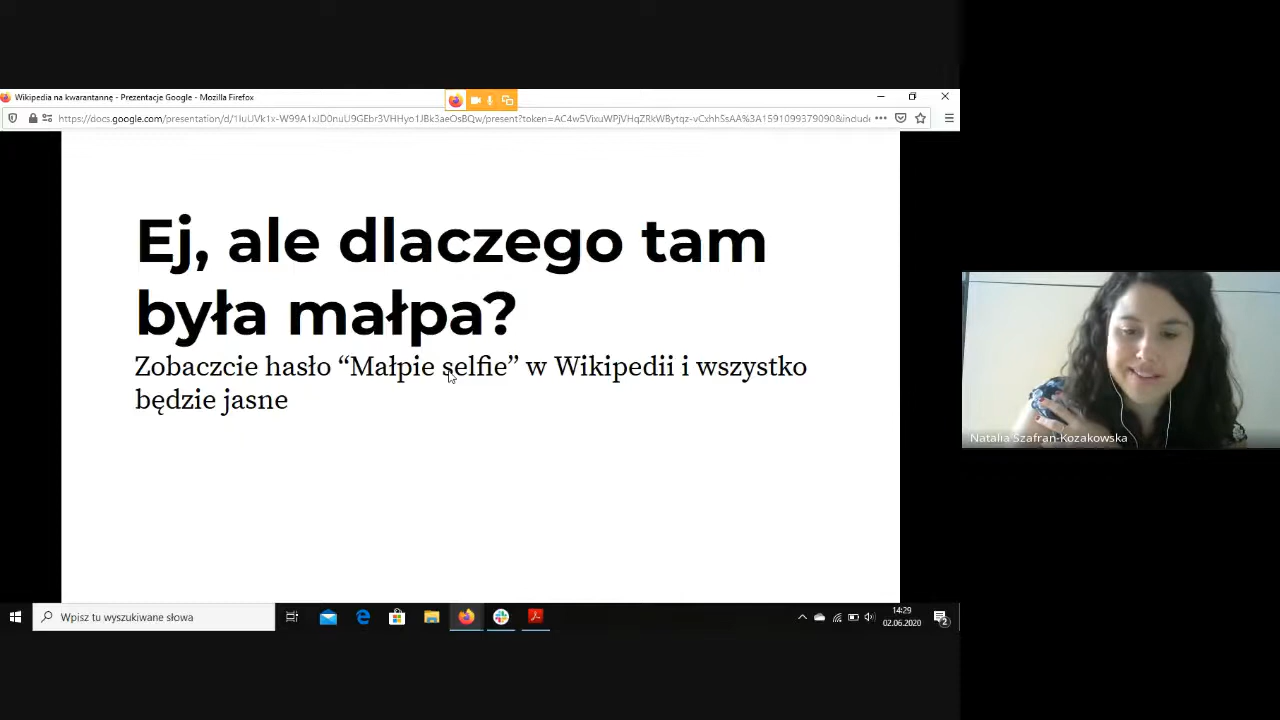 Wikipedia na kwarantannę - Prezentacje Google - Mozilla Firefox
Ej, ale dlaczego tam
była małpa?
Zobaczcie hasło “Małpie selfie” w Wikipedii i wszystko
będzie jasne
Natalia Szafran-Kozakowska
Wpisz tu wyszukiwane słowa
14:29
02.06.2020
2